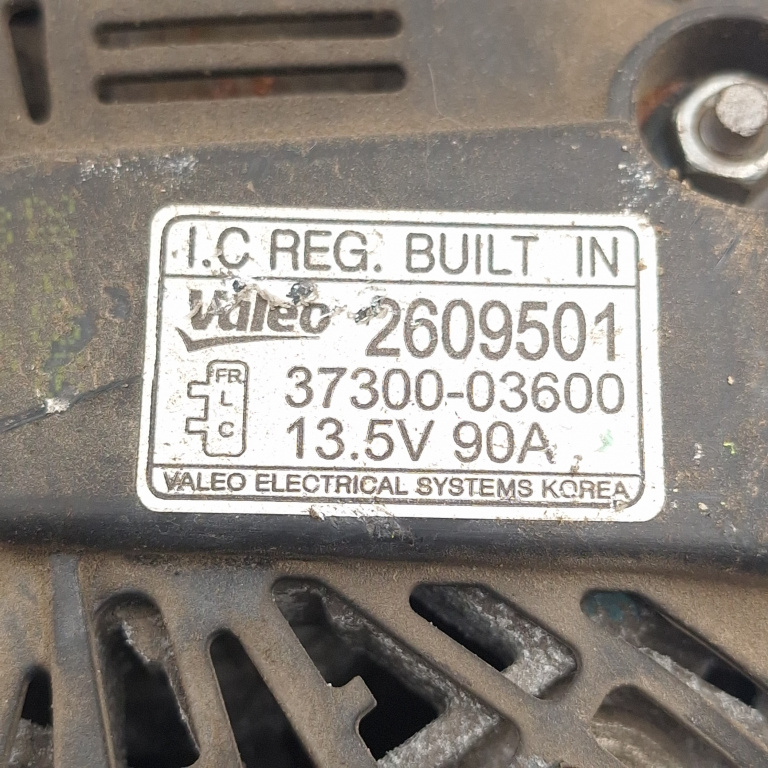 I.C REG. BUILT IN
Valeo 2609501
FR 37300-03600
L
C 13.5V 90A
VALEO ELECTRICAL SYSTEMS KOREA